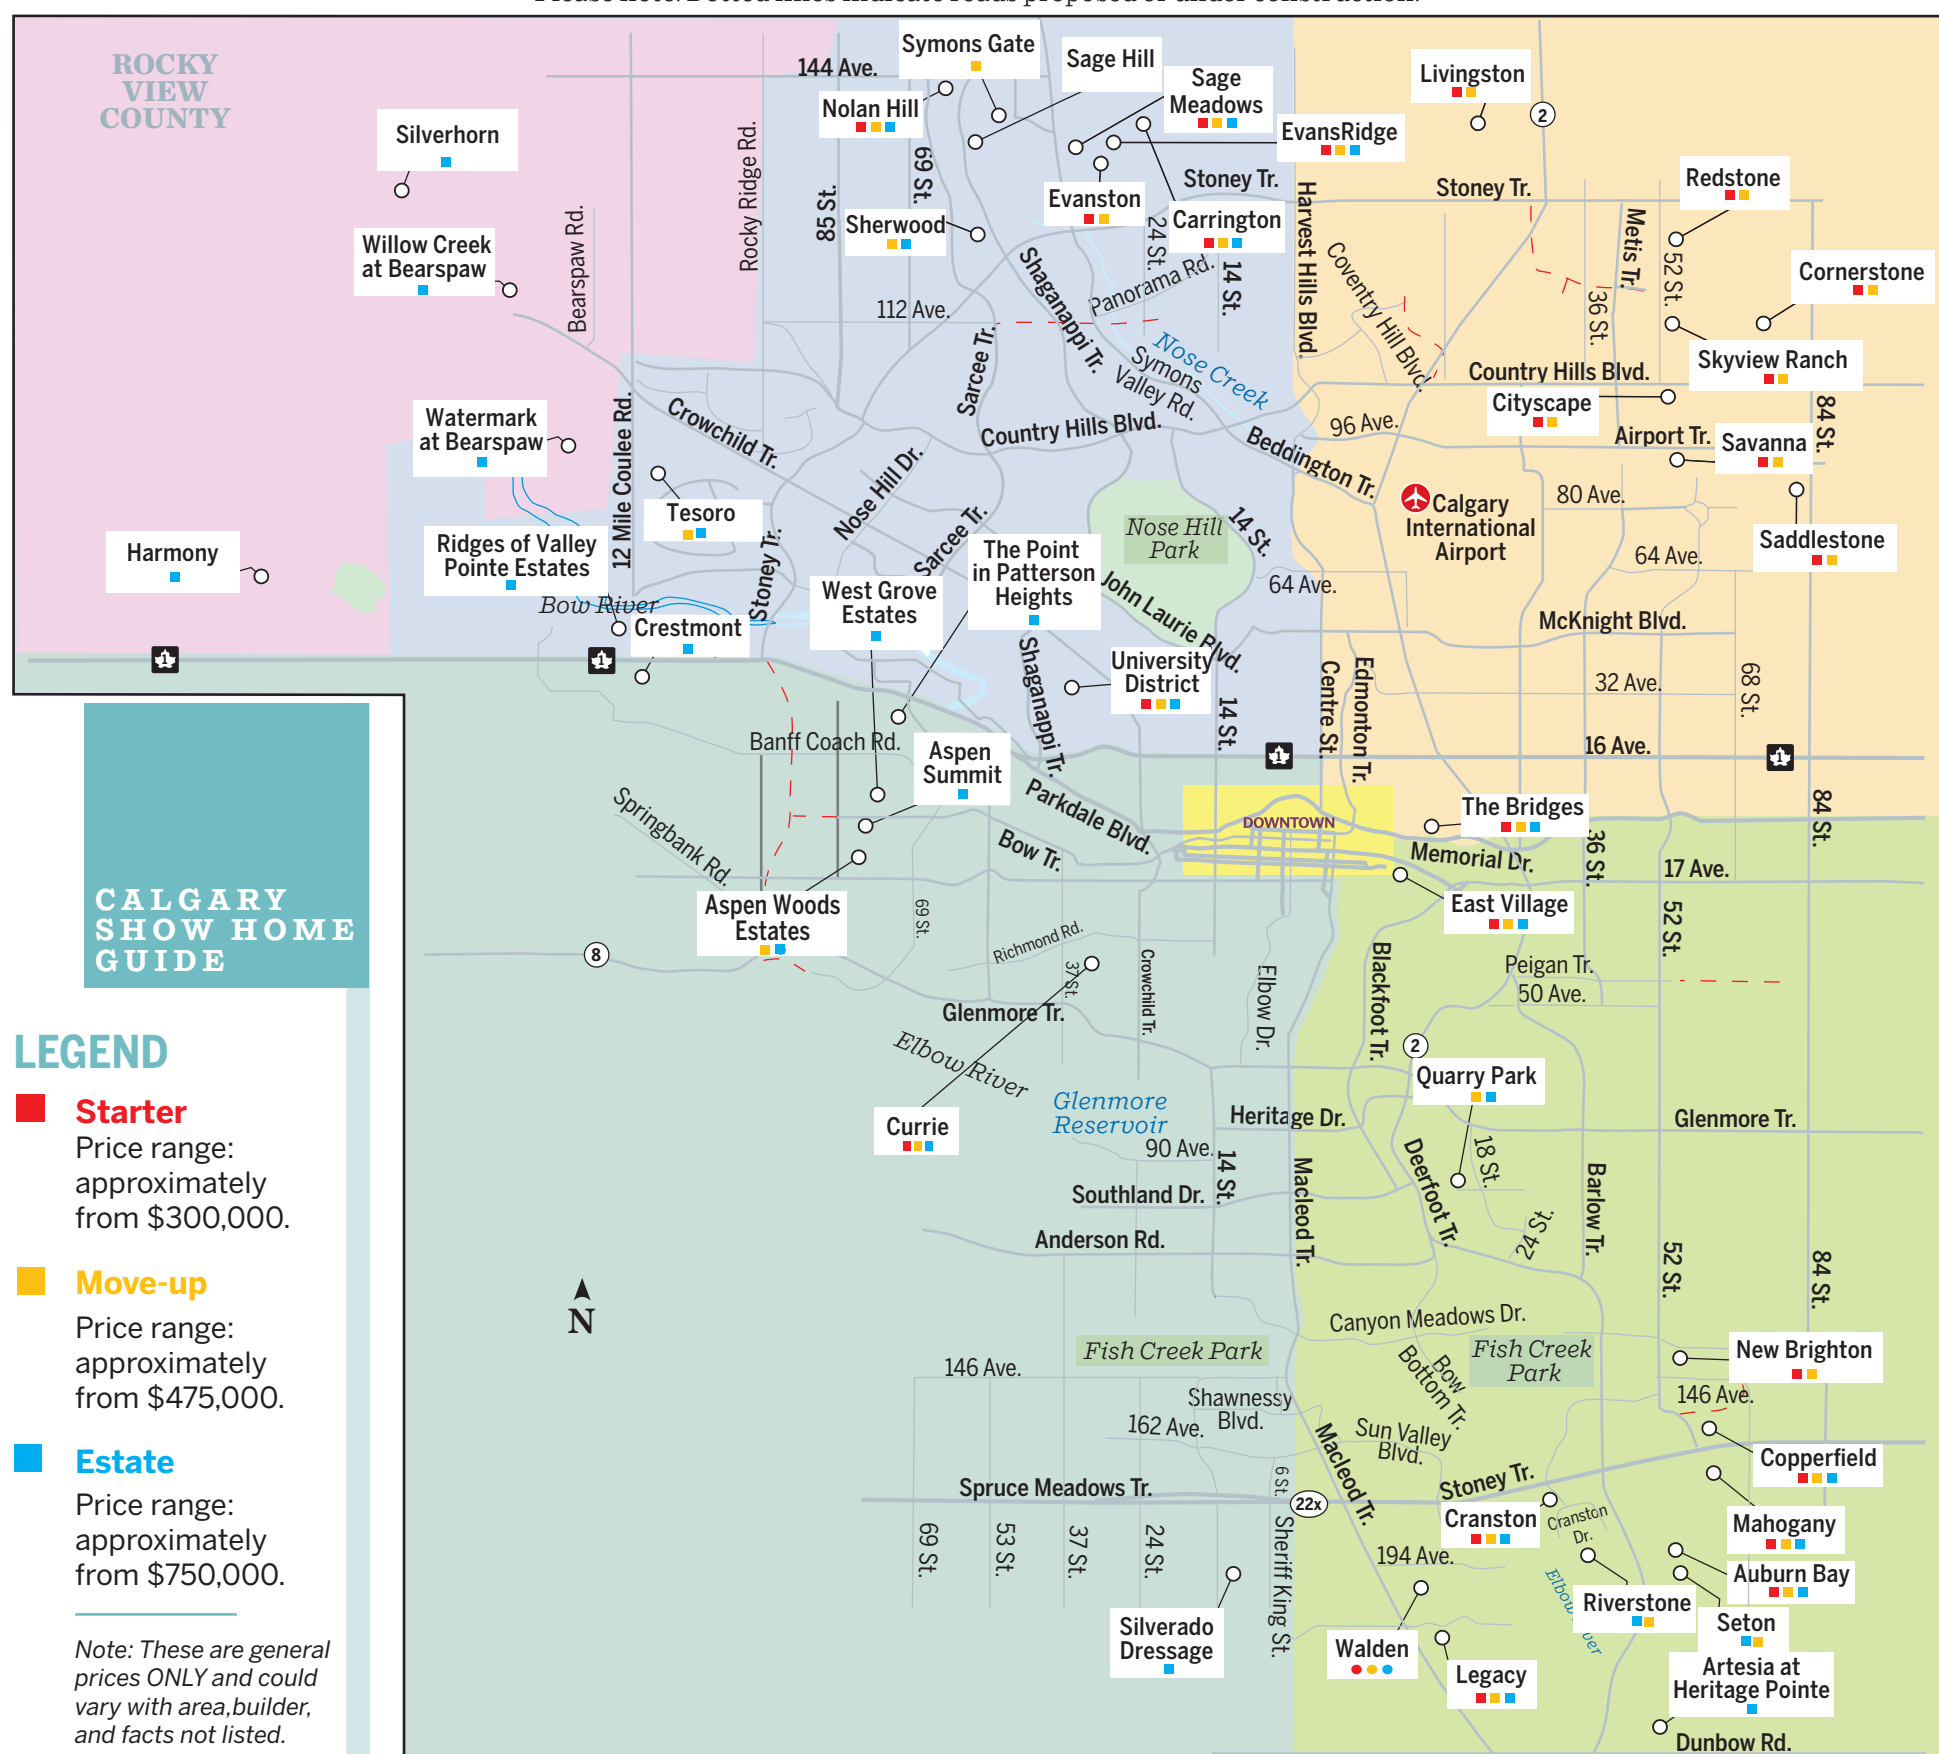 Please note: Dotted lines indicate roads proposed or under construction.
ROCKY
VIEW
COUNTY
Silverhorn
Willow Creek
at Bearspaw
Watermark
at Bearspaw
Harmony
Ridges of Valley
Pointe Estates
Bow River
Crestmont
Tesoro
Bearspaw Rd.
12 Mile Coulee Rd.
Rocky Ridge Rd.
85 St.
69 St.
144 Ave.
Symons Gate
Nolan Hill
Sage Hill
Sage
Meadows
EvansRidge
Evanston
Carrington
Sherwood
Stoney Tr.
24 St.
14 St.
Panorama Rd.
112 Ave.
Shaganappi Tr.
Sarcee Tr.
Nose Creek
Symons
Valley Rd.
Country Hills Blvd.
Crowchild Tr.
Nose Hill Dr.
Sarcee Tr.
Stoney Tr.
Beddington Tr.
Harvest Hills Blvd.
Nose Hill
Park
14 St.
John Laurie Blvd.
West Grove
Estates
The Point
in Patterson
Heights
University
District
Shaganappi Tr.
14 St.
Livingston
2
Stoney Tr.
Redstone
Metis Tr.
52 St.
36 St.
Cornerstone
Coventry Hill Blvd.
Skyview Ranch
Country Hills Blvd.
Cityscape
96 Ave.
Airport Tr.
Savanna
84 St.
Calgary
International
Airport
80 Ave.
64 Ave.
64 Ave.
Saddlestone
McKnight Blvd.
32 Ave.
68 St.
Centre St.
Edmonton Tr.
16 Ave.
1
1
1
1
84 St.
Banff Coach Rd.
Aspen
Summit
Springbank Rd.
Parkdale Blvd.
Bow Tr.
DOWNTOWN
The Bridges
Memorial Dr.
36 St.
17 Ave.
East Village
52 St.
Aspen Woods
Estates
8
69 St.
Richmond Rd.
37 St.
Crowchild Tr.
Elbow Dr.
Blackfoot Tr.
Peigan Tr.
50 Ave.
Glenmore Tr.
Elbow River
Glenmore
Reservoir
Currie
2
Quarry Park
Heritage Dr.
Glenmore Tr.
90 Ave.
14 St.
18 St.
Southland Dr.
Macleod Tr.
Deerfoot Tr.
24 St.
Barlow Tr.
Anderson Rd.
52 St.
84 St.
Canyon Meadows Dr.
Fish Creek Park
Fish Creek
Park
Bow
Bottom Tr.
New Brighton
146 Ave.
146 Ave.
Shawnessy
Blvd.
162 Ave.
Sun Valley
Blvd.
Macleod Tr.
Copperfield
Spruce Meadows Tr.
6 St.
22x
Stoney Tr.
Cranston
Cranston
Dr.
Mahogany
69 St.
53 St.
37 St.
24 St.
Sheriff King St.
194 Ave.
Auburn Bay
Riverstone
Seton
Silverado
Dressage
Walden
Legacy
Artesia at
Heritage Pointe
Dunbow Rd.
N
CALGARY
SHOW HOME
GUIDE
LEGEND
Starter
Price range:
approximately
from $300,000.
Move-up
Price range:
approximately
from $475,000.
Estate
Price range:
approximately
from $750,000.
Note: These are general
prices ONLY and could
vary with area,builder,
and facts not listed.